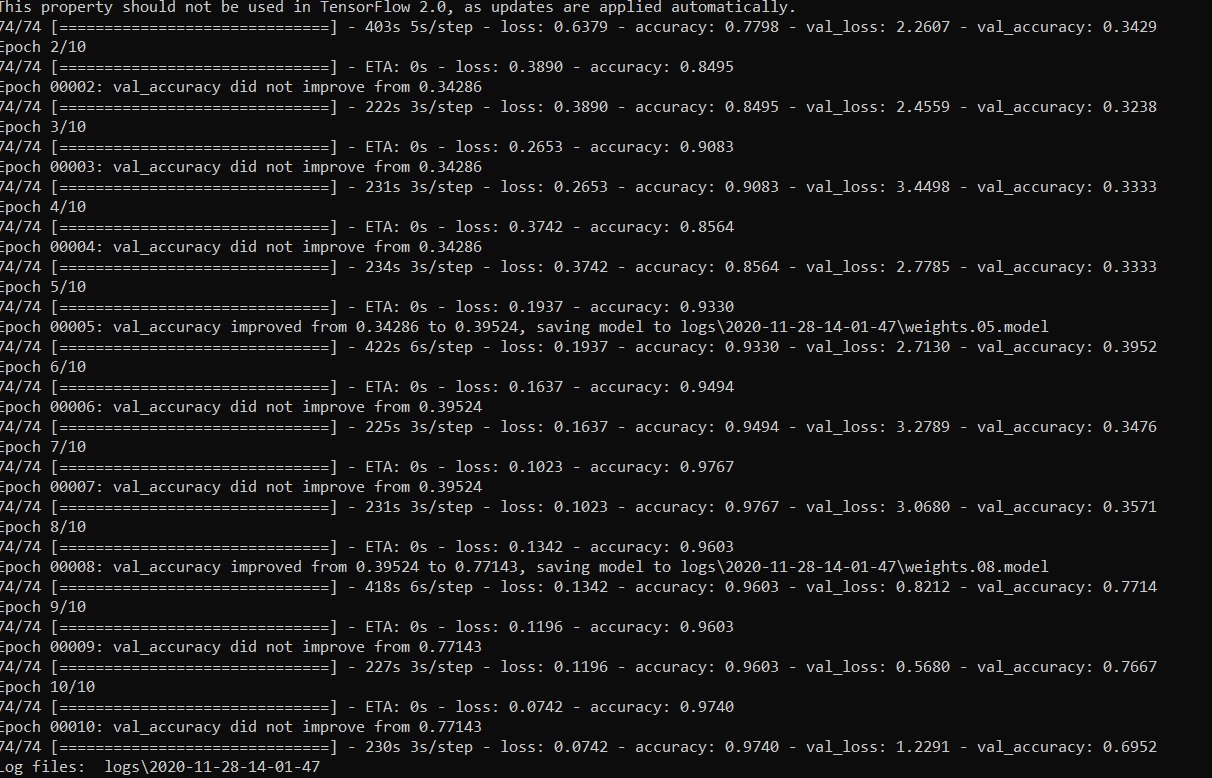 This property should not be used in TensorFlow 2.0, as updates are applied automatically.
74/74 [==============================] - 403s 5s/step - loss: 0.6379 - accuracy: 0.7798 - val_loss: 2.2607 - val_accuracy: 0.3429
Epoch 2/10
74/74 [==============================] - ETA: 0s - loss: 0.3890 - accuracy: 0.8495
Epoch 00002: val_accuracy did not improve from 0.34286
74/74 [==============================] - 222s 3s/step - loss: 0.3890 - accuracy: 0.8495 - val_loss: 2.4559 - val_accuracy: 0.3238
Epoch 3/10
74/74 [==============================] - ETA: 0s - loss: 0.2653 - accuracy: 0.9083
Epoch 00003: val_accuracy did not improve from 0.34286
74/74 [==============================] - 231s 3s/step - loss: 0.2653 - accuracy: 0.9083 - val_loss: 3.4498 - val_accuracy: 0.3333
Epoch 4/10
74/74 [==============================] - ETA: 0s - loss: 0.3742 - accuracy: 0.8564
Epoch 00004: val_accuracy did not improve from 0.34286
74/74 [==============================] - 234s 3s/step - loss: 0.3742 - accuracy: 0.8564 - val_loss: 2.7785 - val_accuracy: 0.3333
Epoch 5/10
74/74 [==============================] - ETA: 0s - loss: 0.1937 - accuracy: 0.9330
Epoch 00005: val_accuracy improved from 0.34286 to 0.39524, saving model to logs\2020-11-28-14-01-47\weights.05.model
74/74 [==============================] - 422s 6s/step - loss: 0.1937 - accuracy: 0.9330 - val_loss: 2.7130 - val_accuracy: 0.3952
Epoch 6/10
74/74 [==============================] - ETA: 0s - loss: 0.1637 - accuracy: 0.9494
Epoch 00006: val_accuracy did not improve from 0.39524
74/74 [==============================] - 225s 3s/step - loss: 0.1637 - accuracy: 0.9494 - val_loss: 3.2789 - val_accuracy: 0.3476
Epoch 7/10
74/74 [==============================] - ETA: 0s - loss: 0.1023 - accuracy: 0.9767
Epoch 00007: val_accuracy did not improve from 0.39524
74/74 [==============================] - 231s 3s/step - loss: 0.1023 - accuracy: 0.9767 - val_loss: 3.0680 - val_accuracy: 0.3571
Epoch 8/10
74/74 [==============================] - ETA: 0s - loss: 0.1342 - accuracy: 0.9603
Epoch 00008: val_accuracy improved from 0.39524 to 0.77143, saving model to logs\2020-11-28-14-01-47\weights.08.model
74/74 [==============================] - 418s 6s/step - loss: 0.1342 - accuracy: 0.9603 - val_loss: 0.8212 - val_accuracy: 0.7714
Epoch 9/10
74/74 [==============================] - ETA: 0s - loss: 0.1196 - accuracy: 0.9603
Epoch 00009: val_accuracy did not improve from 0.77143
74/74 [==============================] - 227s 3s/step - loss: 0.1196 - accuracy: 0.9603 - val_loss: 0.5680 - val_accuracy: 0.7667
Epoch 10/10
74/74 [==============================] - ETA: 0s - loss: 0.0742 - accuracy: 0.9740
Epoch 00010: val_accuracy did not improve from 0.77143
74/74 [==============================] - 230s 3s/step - loss: 0.0742 - accuracy: 0.9740 - val_loss: 1.2291 - val_accuracy: 0.6952
Log files:  logs\2020-11-28-14-01-47